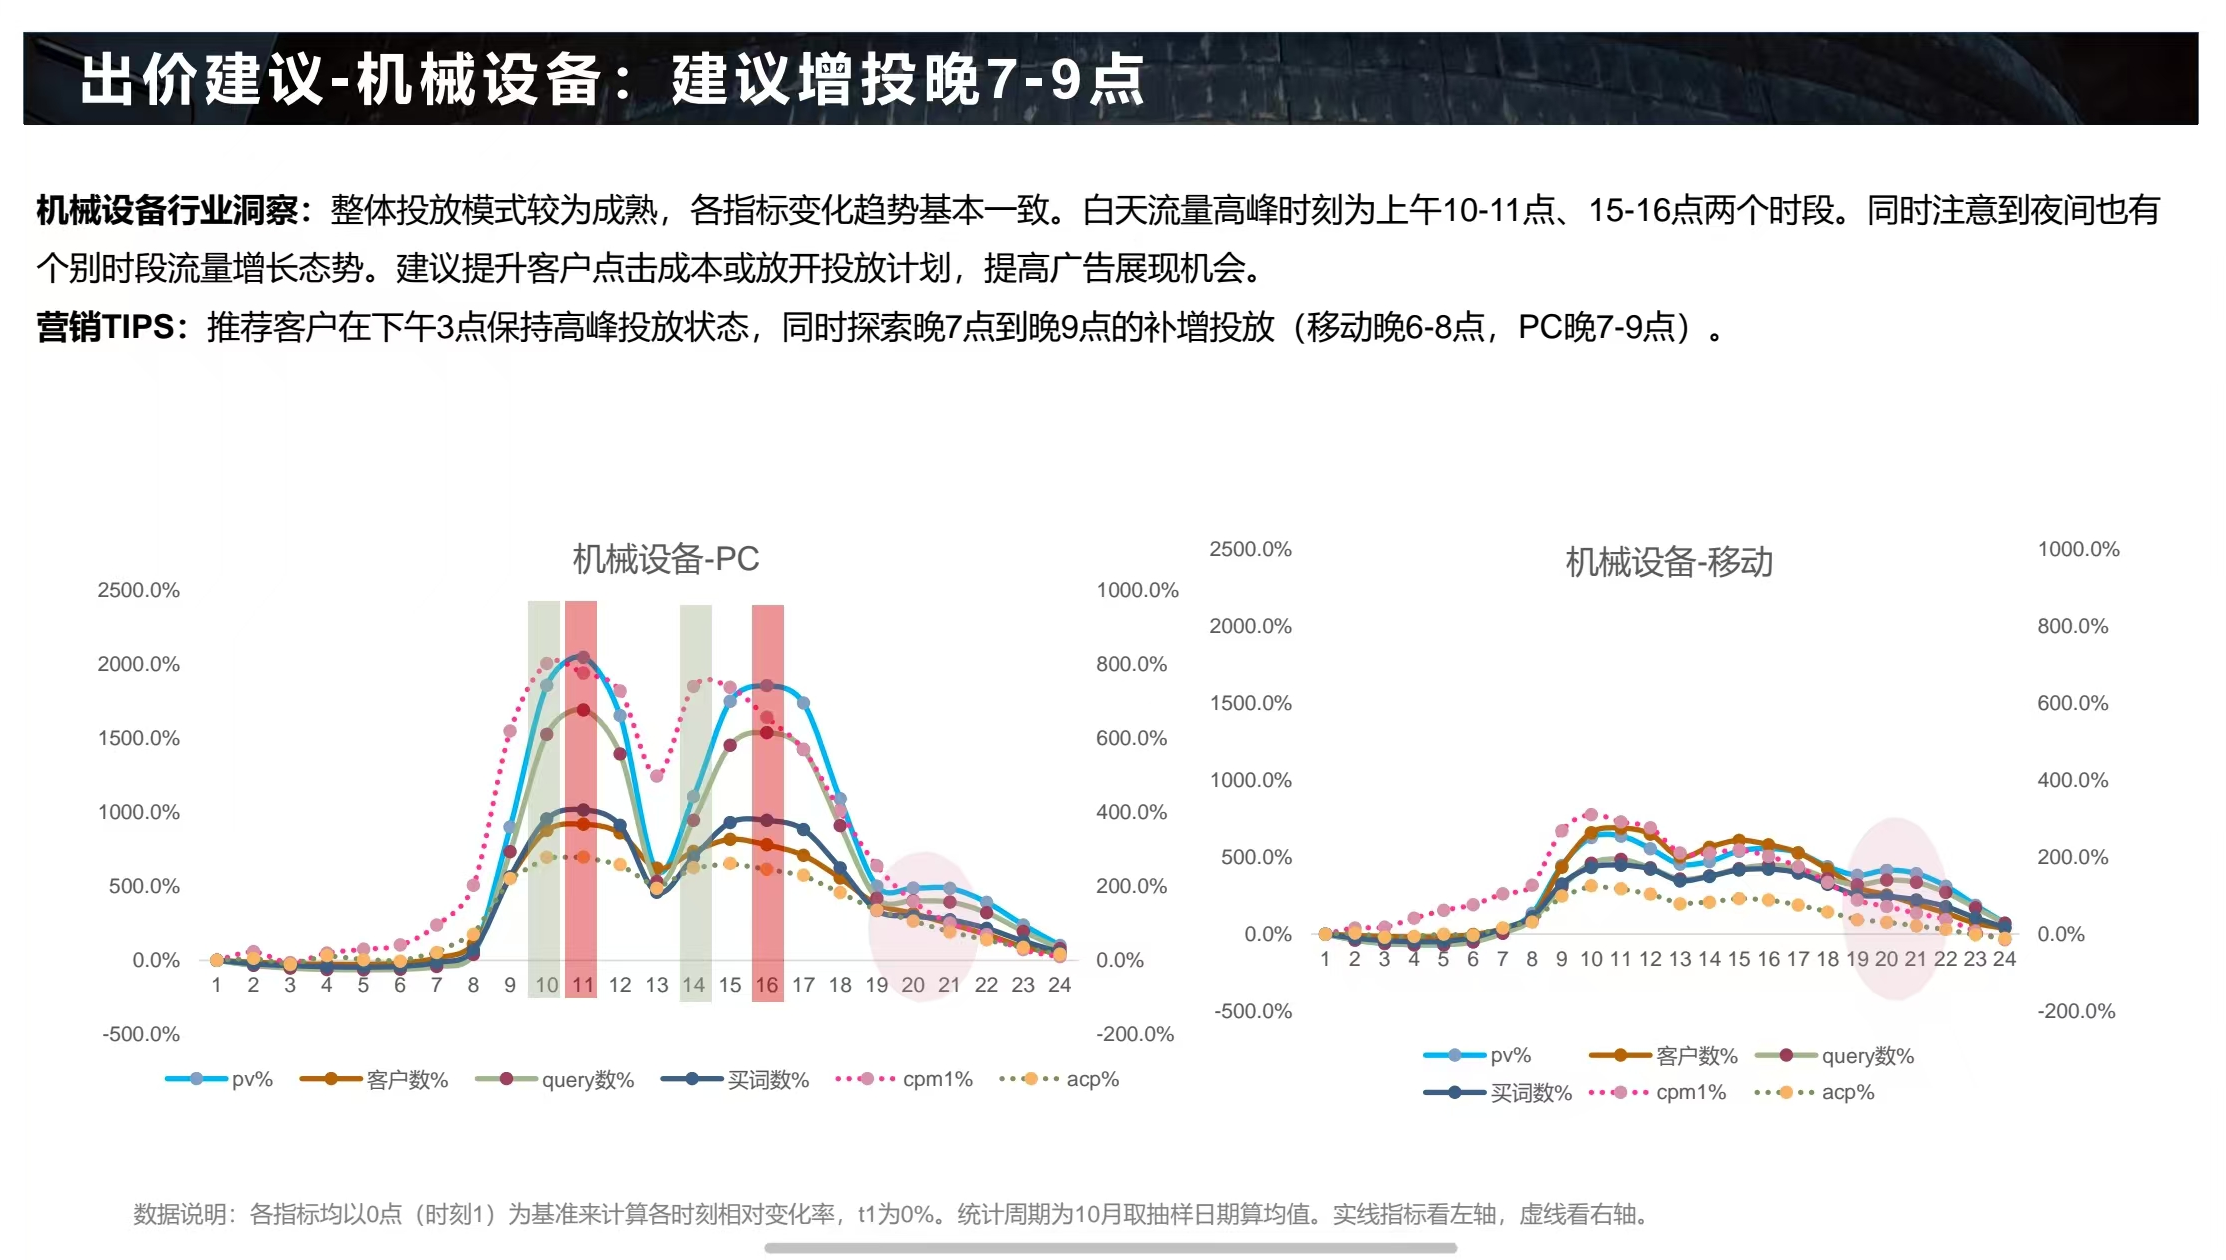 出价建议-机械设备：建议增投晚7-9点
机械设备行业洞察：整体投放模式较为成熟，各指标变化趋势基本一致。白天流量高峰时刻为上午10-11点、15-16点两个时段。同时注意到夜间也有
个别时段流量增长态势。建议提升客户点击成本或放开投放计划，提高广告展现机会。
营销TIPS：推荐客户在下午3点保持高峰投放状态，同时探索晚7点到晚9点的补增投放（移动晚6-8点，PC晚7-9点）。
机械设备-PC
2500.0%
2000.0%
1500.0%
1000.0%
500.0%
0.0%
-500.0%
1000.0%
800.0%
600.0%
400.0%
200.0%
0.0%
-200.0%
1 2 3 4 5 6 7 8 9 10 11 12 13 14 15 16 17 18 19 20 21 22 23 24
pv% 客户数% query数% 买词数% cpm1% acp%
机械设备-移动
2500.0%
2000.0%
1500.0%
1000.0%
500.0%
0.0%
-500.0%
1000.0%
800.0%
600.0%
400.0%
200.0%
0.0%
-200.0%
1 2 3 4 5 6 7 8 9 10 11 12 13 14 15 16 17 18 19 20 21 22 23 24
pv% 客户数% query数%
买词数% cpm1% acp%
数据说明：各指标均以0点（时刻1）为基准来计算各时刻相对变化率，t1为0%。统计周期为10月取抽样日期算均值。实线指标看左轴，虚线看右轴。